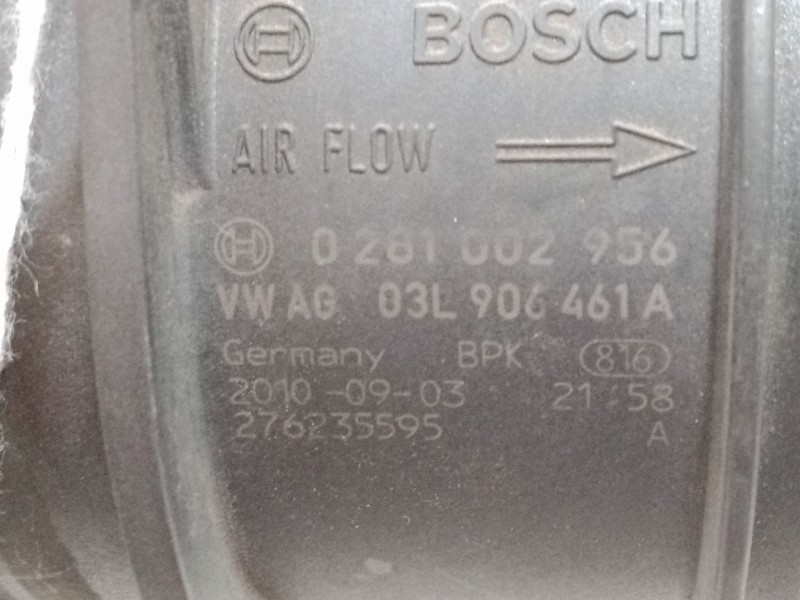 BOSCH
AIR FLOW
0 281 002 956
VW AG 03L 906 461 A
Germany BPK 816
2010-09-03 21:58
276235595 A